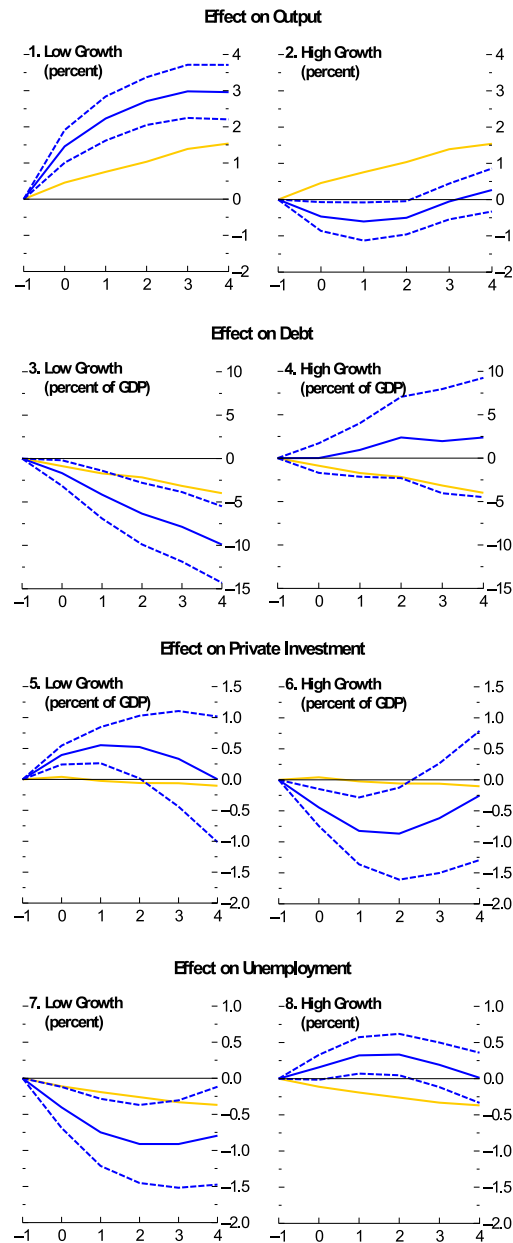 Effect on Output
1. Low Growth
(percent)
4
3
2
1
0
–1
–2
–1 0 1 2 3 4
2. High Growth
(percent)
4
3
2
1
0
–1
–2
–1 0 1 2 3 4
Effect on Debt
3. Low Growth
(percent of GDP)
10
5
0
–5
–10
–15
–1 0 1 2 3 4
4. High Growth
(percent of GDP)
10
5
0
–5
–10
–15
–1 0 1 2 3 4
Effect on Private Investment
5. Low Growth
(percent of GDP)
1.5
1.0
0.5
0.0
–0.5
–1.0
–1.5
–2.0
–1 0 1 2 3 4
6. High Growth
(percent of GDP)
1.5
1.0
0.5
0.0
–0.5
–1.0
–1.5
–2.0
–1 0 1 2 3 4
Effect on Unemployment
7. Low Growth
(percent)
1.0
0.5
0.0
–0.5
–1.0
–1.5
–2.0
–1 0 1 2 3 4
8. High Growth
(percent)
1.0
0.5
0.0
–0.5
–1.0
–1.5
–2.0
–1 0 1 2 3 4